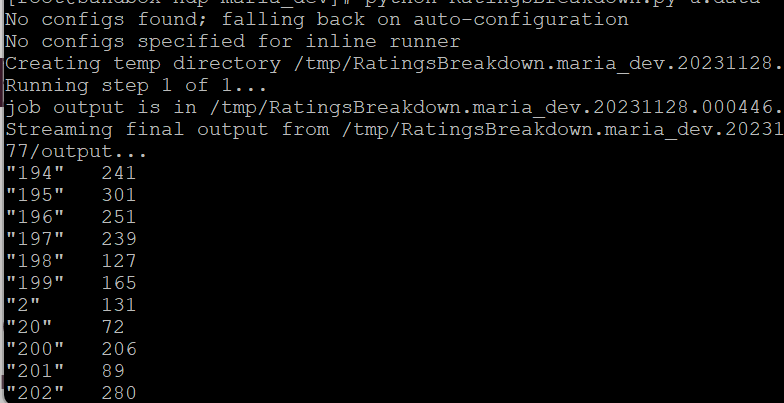 [root@sandbox-hdp maria_dev]# python RatingsBreakdown.py u.data
No configs found; falling back on auto-configuration
No configs specified for inline runner
Creating temp directory /tmp/RatingsBreakdown.maria_dev.20231128.
Running step 1 of 1...
job output is in /tmp/RatingsBreakdown.maria_dev.20231128.000446.
Streaming final output from /tmp/RatingsBreakdown.maria_dev.20231
77/output...
"194" 241
"195" 301
"196" 251
"197" 239
"198" 127
"199" 165
"2" 131
"20" 72
"200" 206
"201" 89
"202" 280